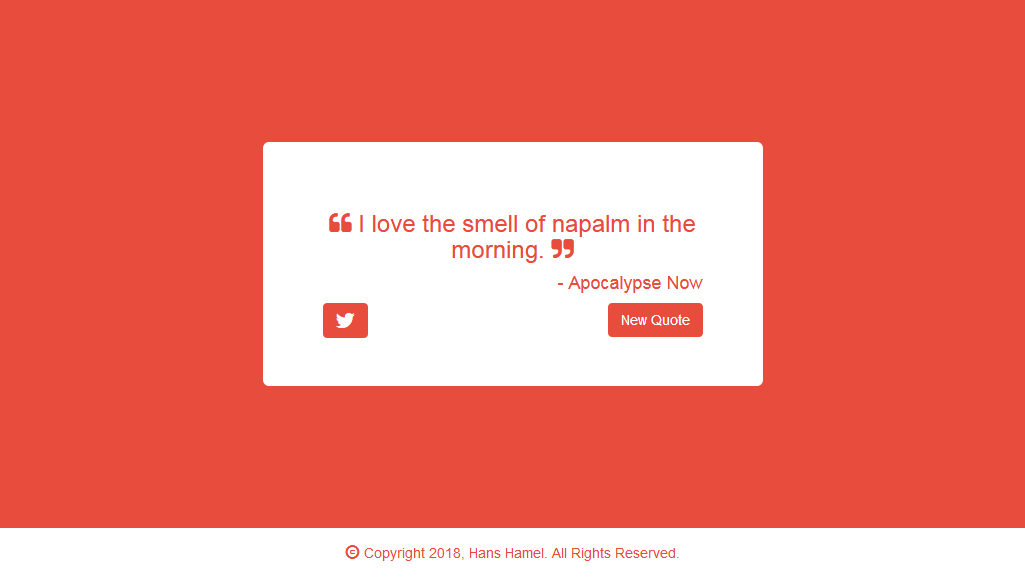 ❝ I love the smell of napalm in the
morning. ❞
- Apocalypse Now
New Quote
© Copyright 2018, Hans Hamel. All Rights Reserved.